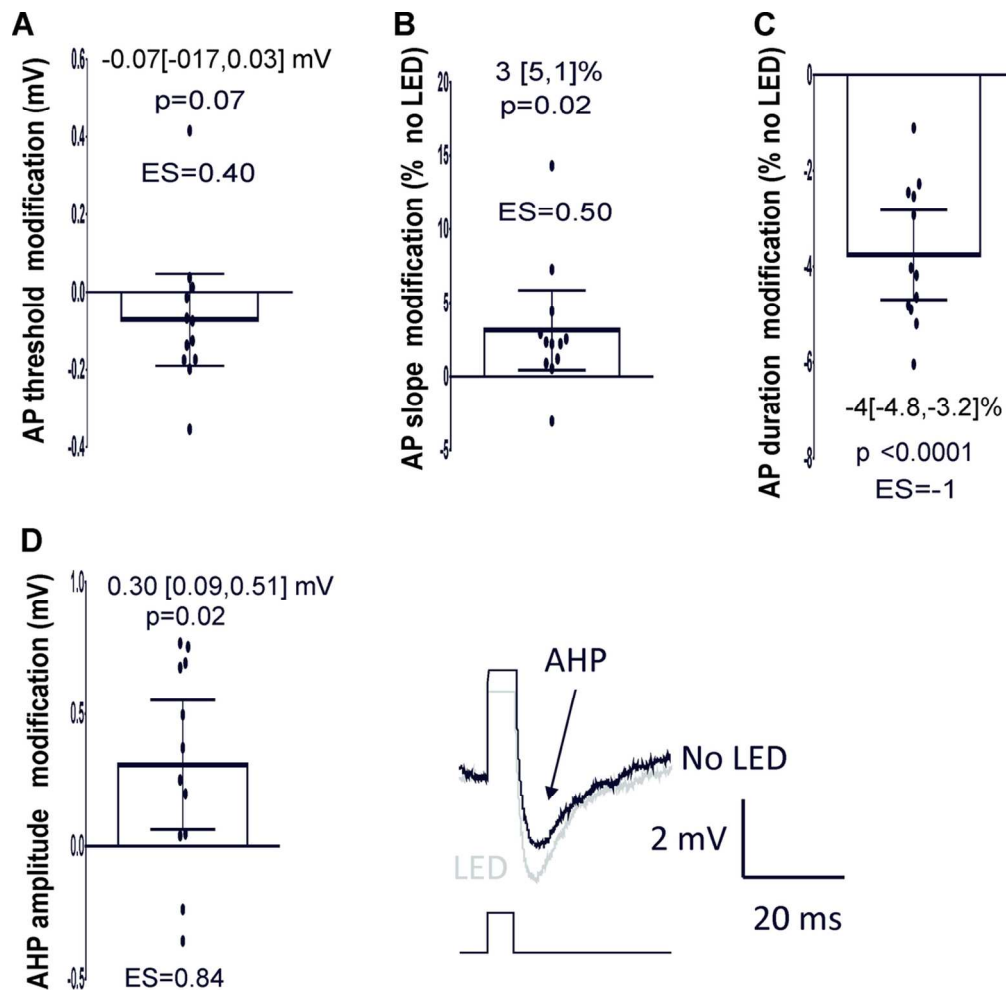 A
AP threshold modification (mV)
0.6
0.4
0.2
0.0
-0.2
-0.4
-0.07[-017,0.03] mV
p=0.07
ES=0.40
B
AP slope modification (% no LED)
20
15
10
5
0
-5
3 [5,1]%
p=0.02
ES=0.50
C
AP duration modification (% no LED)
0
-2
-4
-6
-8
-4[-4.8,-3.2]%
p <0.0001
ES=-1
D
AHP amplitude modification (mV)
1.0
0.5
0.0
-0.5
0.30 [0.09,0.51] mV
p=0.02
ES=0.84
AHP
No LED
LED
2 mV
20 ms